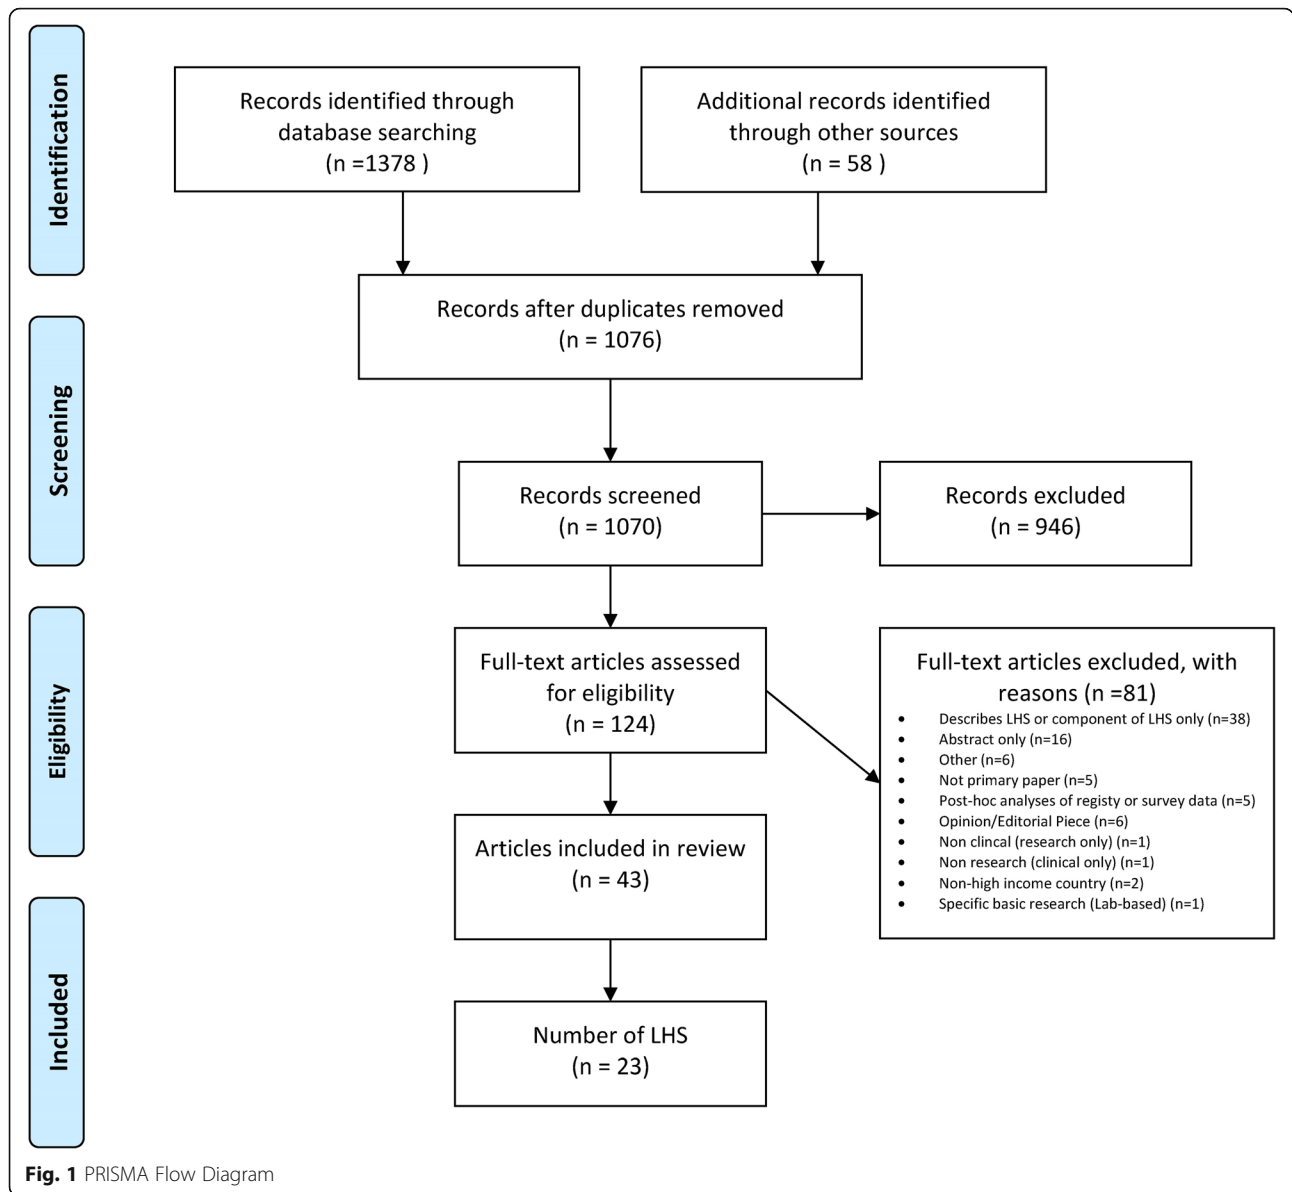 Identification
Records identified through
database searching
(n =1378 )
Additional records identified
through other sources
(n = 58 )
Records after duplicates removed
(n = 1076)
Screening
Records screened
(n = 1070)
Records excluded
(n = 946)
Eligibility
Full-text articles assessed
for eligibility
(n = 124)
Full-text articles excluded, with
reasons (n =81)
• Describes LHS or component of LHS only (n=38)
• Abstract only (n=16)
• Other (n=6)
• Not primary paper (n=5)
• Post-hoc analyses of registy or survey data (n=5)
• Opinion/Editorial Piece (n=6)
• Non clincal (research only) (n=1)
• Non research (clinical only) (n=1)
• Non-high income country (n=2)
• Specific basic research (Lab-based) (n=1)
Articles included in review
(n = 43)
Included
Number of LHS
(n = 23)
Fig. 1 PRISMA Flow Diagram